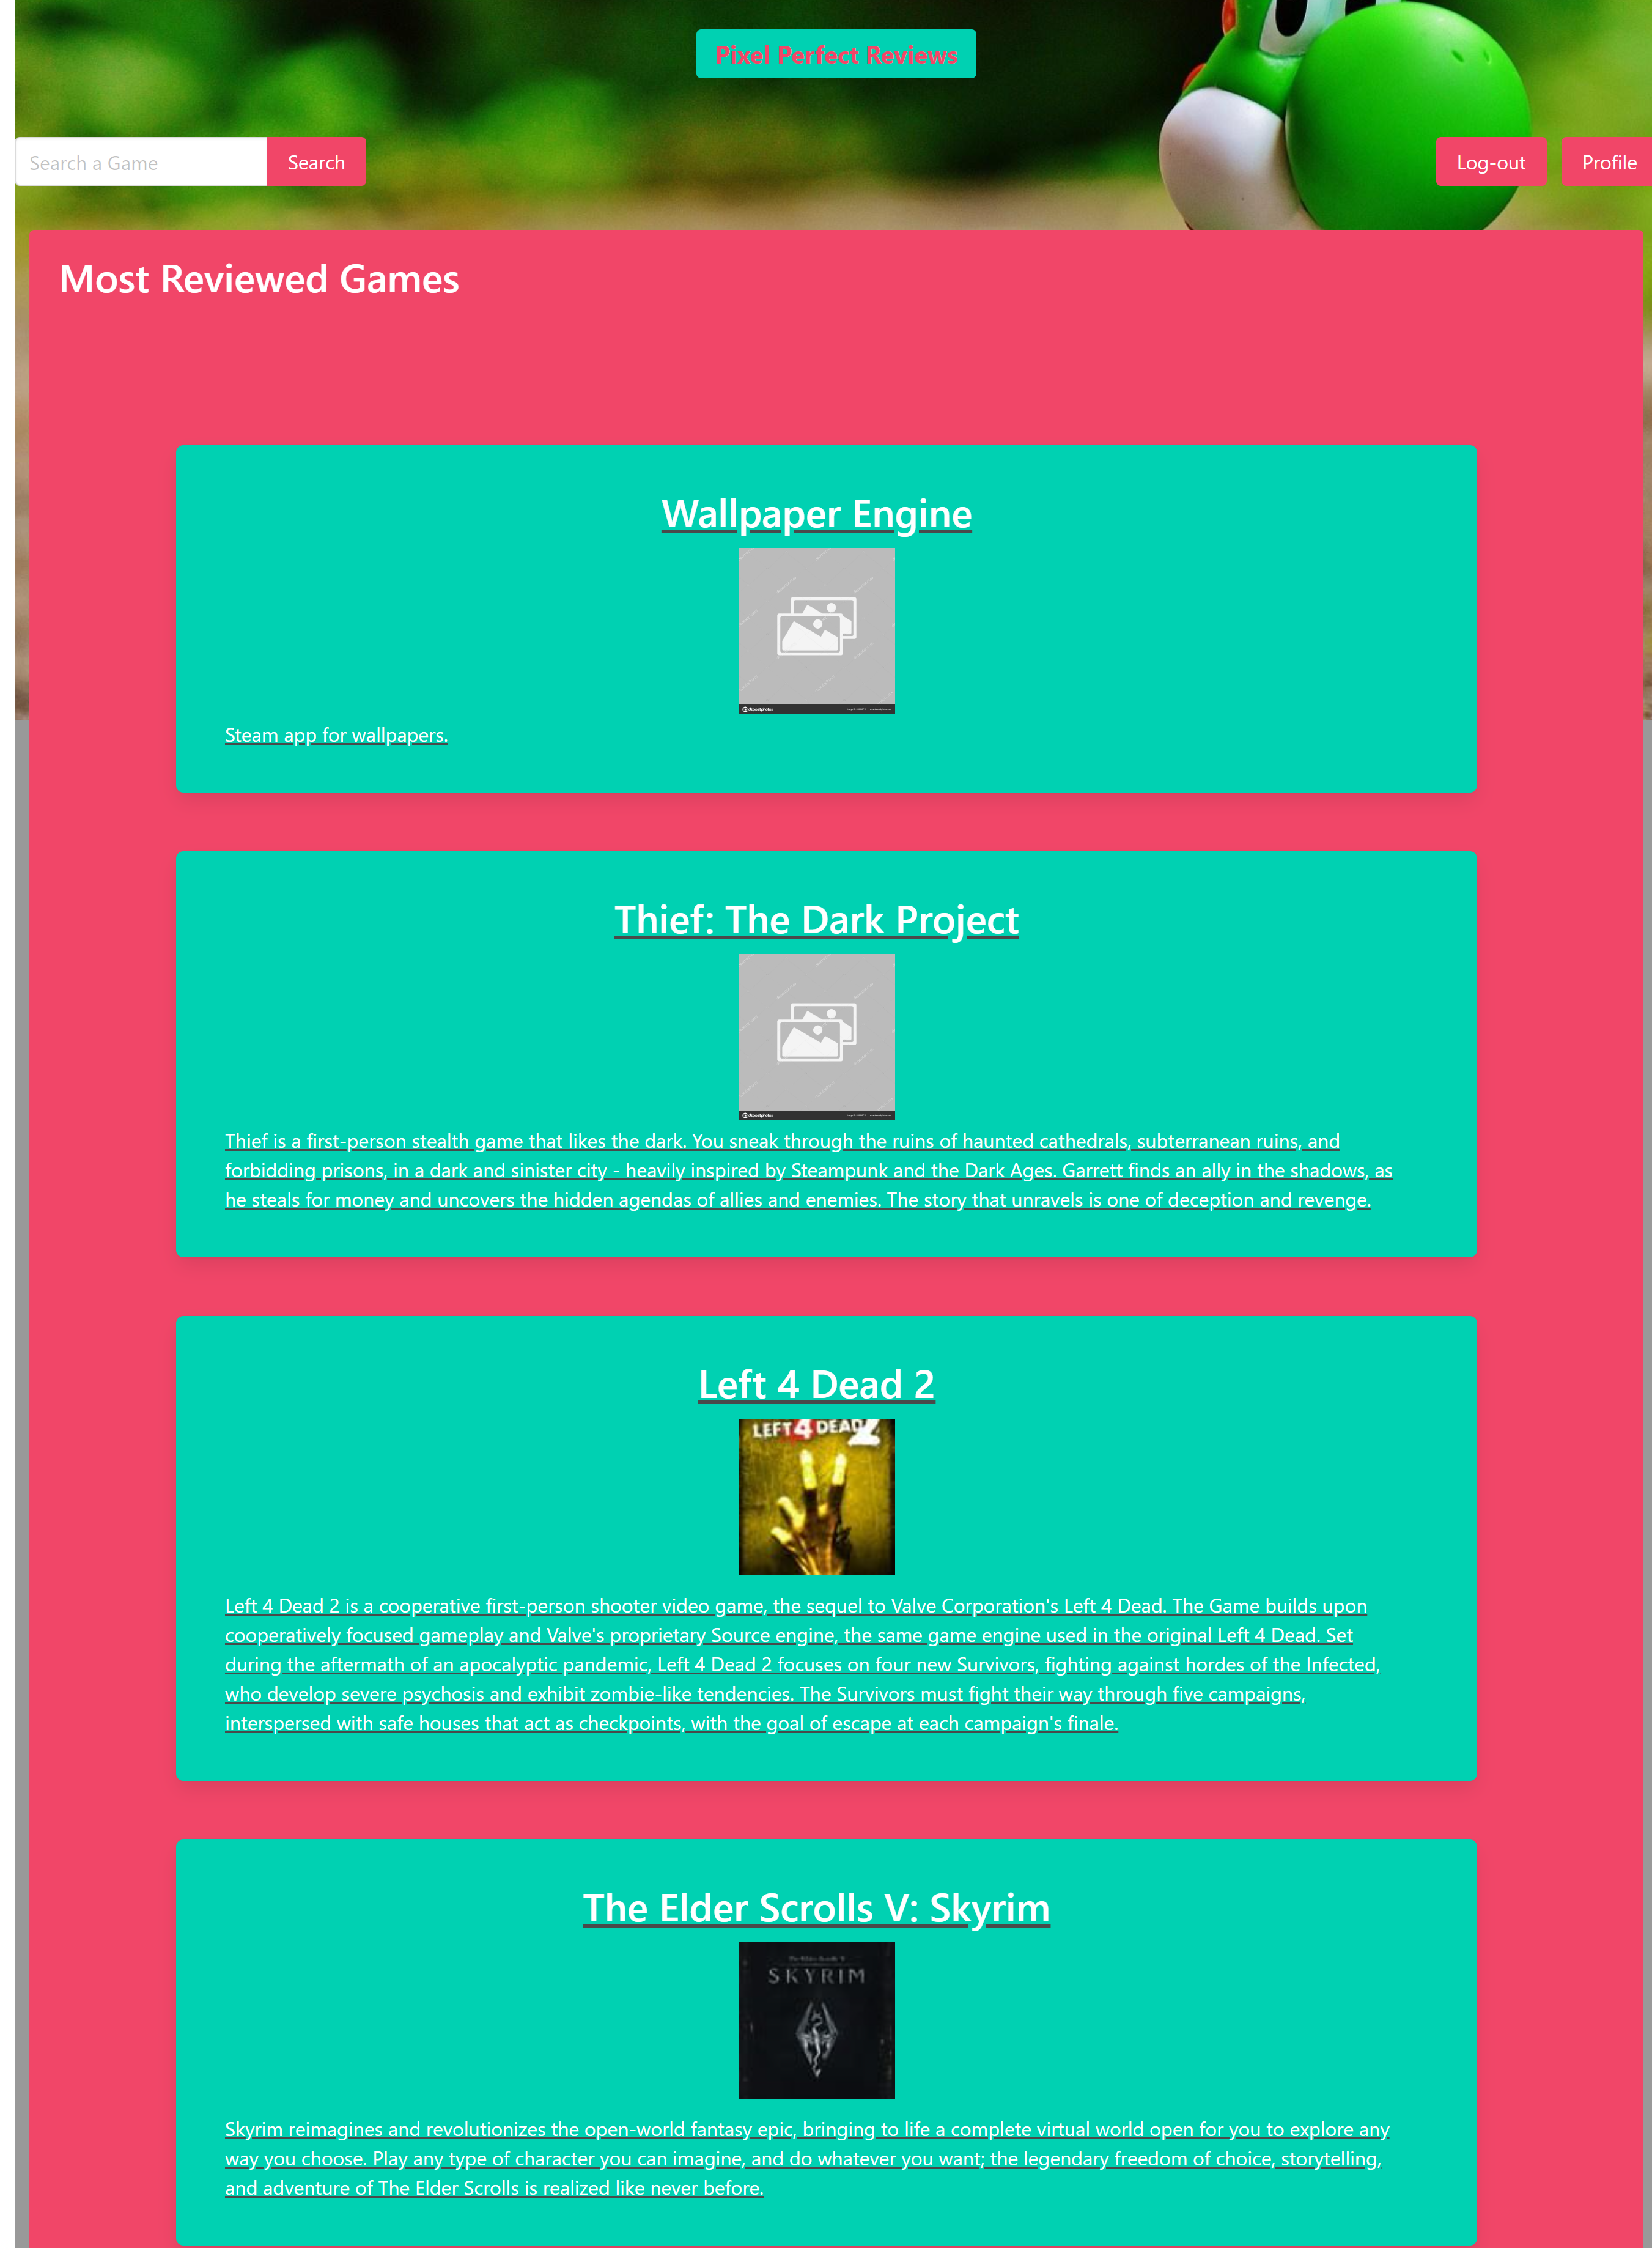 Pixel Perfect Reviews
Search a Game
Search
Log-out
Profile
Most Reviewed Games
Wallpaper Engine
depositphotos
Steam app for wallpapers.
Thief: The Dark Project
depositphotos
Thief is a first-person stealth game that likes the dark. You sneak through the ruins of haunted cathedrals, subterranean ruins, and
forbidding prisons, in a dark and sinister city - heavily inspired by Steampunk and the Dark Ages. Garrett finds an ally in the shadows, as
he steals for money and uncovers the hidden agendas of allies and enemies. The story that unravels is one of deception and revenge.
Left 4 Dead 2
LEFT 4 DEAD 2
Left 4 Dead 2 is a cooperative first-person shooter video game, the sequel to Valve Corporation's Left 4 Dead. The Game builds upon
cooperatively focused gameplay and Valve's proprietary Source engine, the same game engine used in the original Left 4 Dead. Set
during the aftermath of an apocalyptic pandemic, Left 4 Dead 2 focuses on four new Survivors, fighting against hordes of the Infected,
who develop severe psychosis and exhibit zombie-like tendencies. The Survivors must fight their way through five campaigns,
interspersed with safe houses that act as checkpoints, with the goal of escape at each campaign's finale.
The Elder Scrolls V: Skyrim
The Elder Scrolls V
SKYRIM
Skyrim reimagines and revolutionizes the open-world fantasy epic, bringing to life a complete virtual world open for you to explore any
way you choose. Play any type of character you can imagine, and do whatever you want; the legendary freedom of choice, storytelling,
and adventure of The Elder Scrolls is realized like never before.